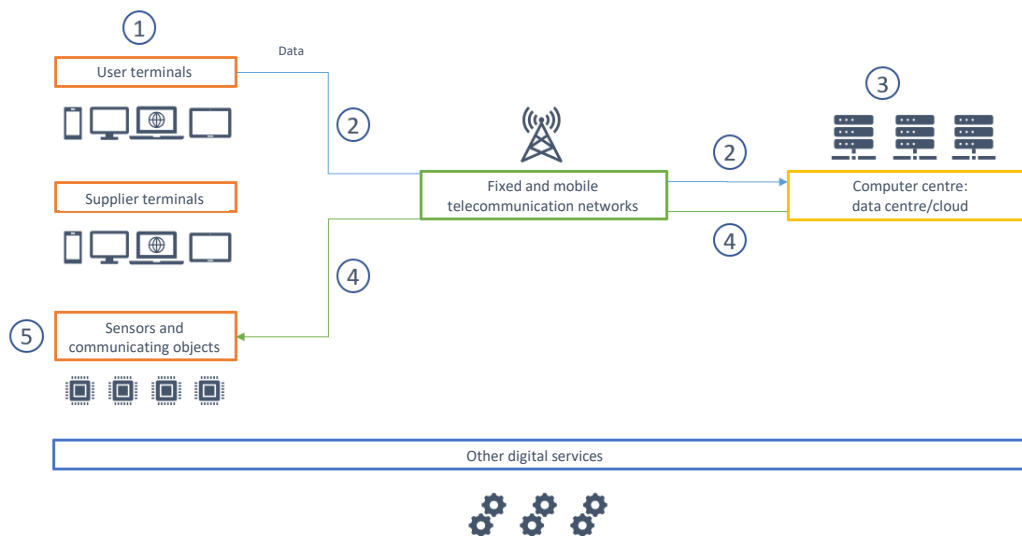 1
Data
User terminals
2
3
Supplier terminals
Fixed and mobile
telecommunication networks
2
Computer centre:
data centre/cloud
4
4
5
Sensors and
communicating objects
Other digital services